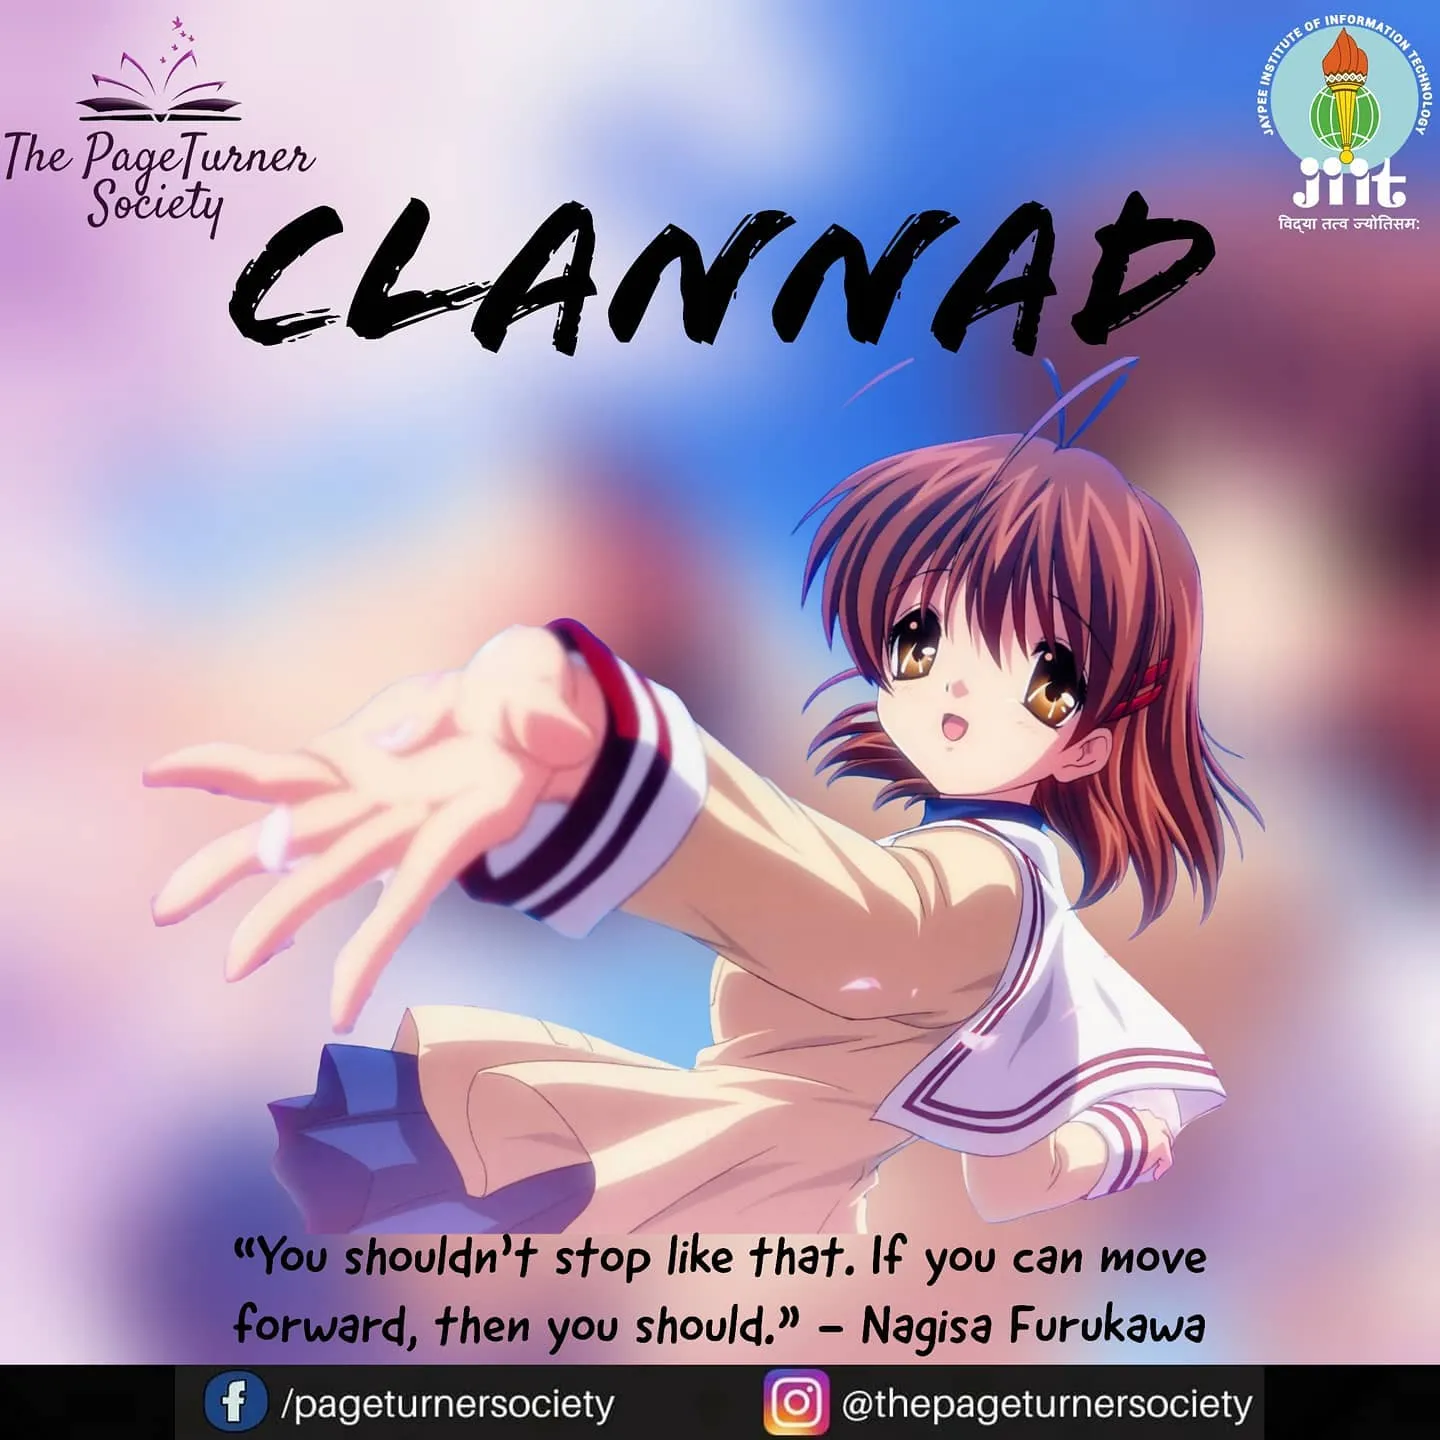 The PageTurner
Society
JAYPEE INSTITUTE OF INFORMATION TECHNOLOGY
jiit
विद्या तत्व ज्योतिसम:
CLANNAD
“You shouldn’t stop like that. If you can move
forward, then you should.” – Nagisa Furukawa
/pageturnersociety
@thepageturnersociety